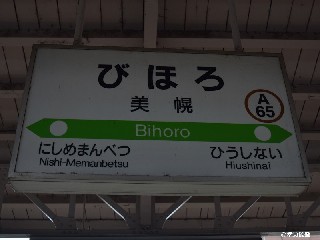 びほろ
美幌
A
65
Bihoro
にしめまんべつ
Nishi-Memanbetsu
ひうしない
Hiushinai